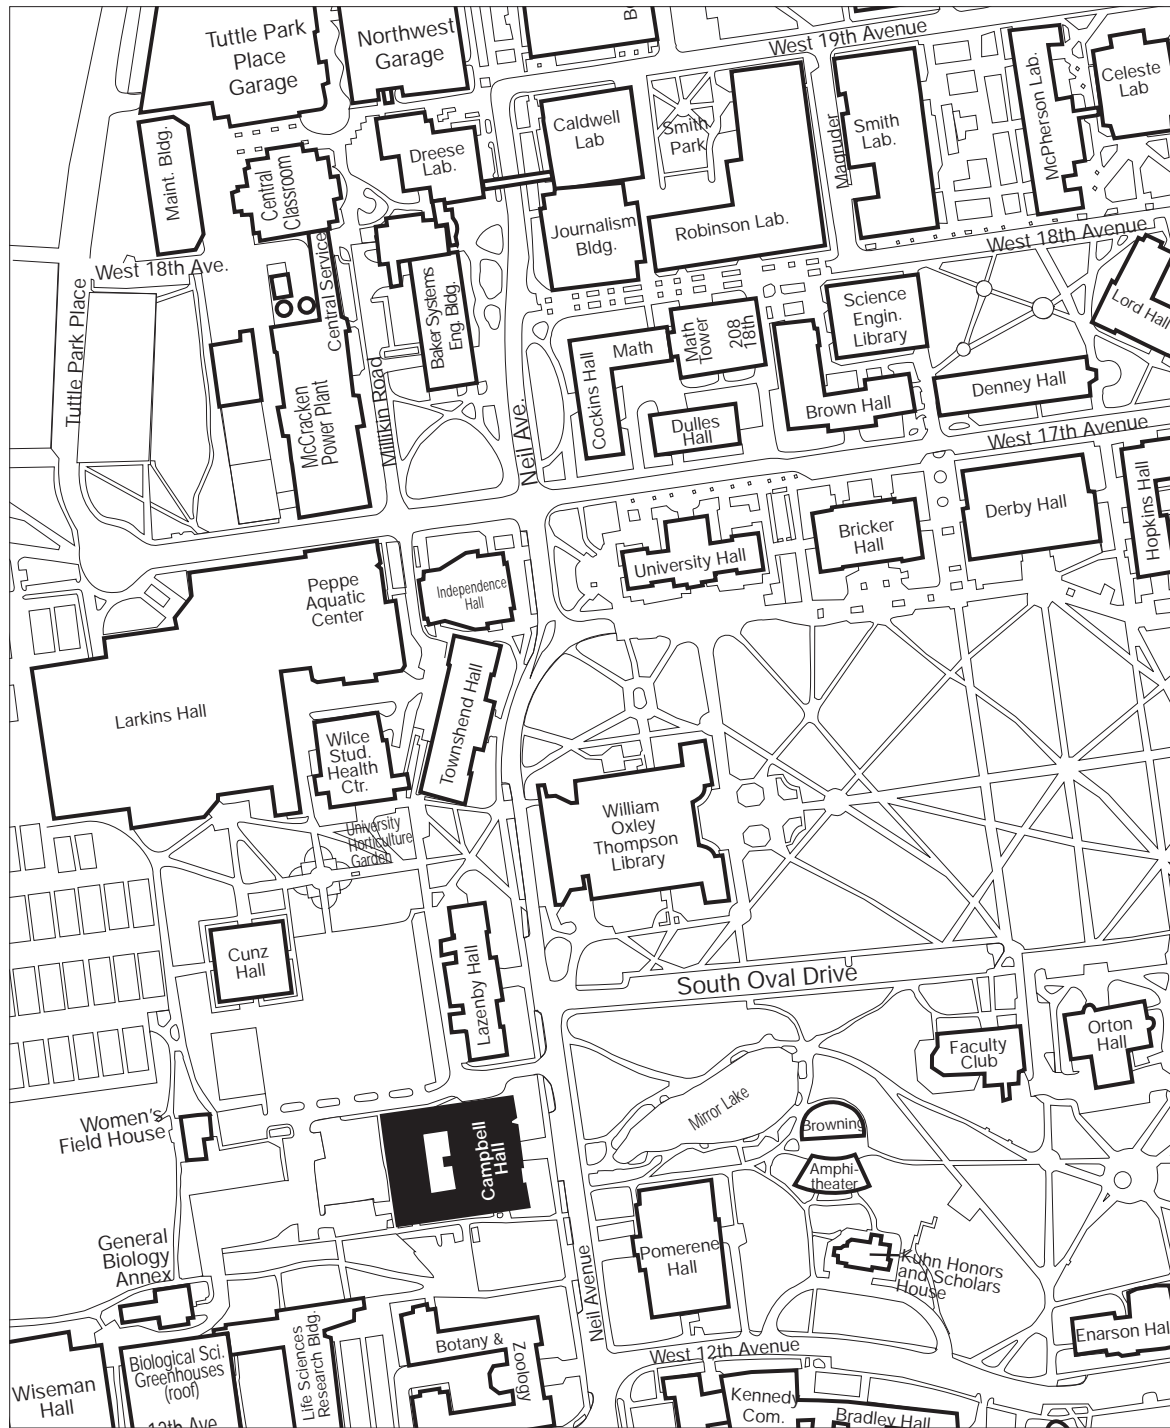 Tuttle Park
Place
Garage
Northwest
Garage
West 19th Avenue
Celeste
Lab
McPherson Lab.
Caldwell
Lab
Smith
Park
Magruder
Smith
Lab.
Maint. Bldg.
Central
Classroom
Dreese
Lab.
Journalism
Bldg.
Robinson Lab.
West 18th Avenue
West 18th Ave.
Central Service
Tuttle Park Place
Baker Systems
Eng. Bldg.
Science
Engin.
Library
Lord Hall
Math
Math
Tower
208
18th
Cockins Hall
Dulles
Hall
Brown Hall
Denney Hall
McCracken
Power Plant
Millikin Road
Neil Ave.
West 17th Avenue
Hopkins Hall
Derby Hall
Bricker
Hall
University Hall
Peppe
Aquatic
Center
Independence
Hall
Larkins Hall
Townshend Hall
Wilce
Stud.
Health
Ctr.
William
Oxley
Thompson
Library
University
Horticulture
Garden
Cunz
Hall
Lazenby Hall
South Oval Drive
Orton
Hall
Faculty
Club
Mirror Lake
Women's
Field House
Campbell
Hall
Browning
Amphi-
theater
General
Biology
Annex
Pomerene
Hall
Kuhn Honors
and Scholars
House
Neil Avenue
Enarson Hal
West 12th Avenue
Botany &
Zoology
Life Sciences
Research Bldg.
Biological Sci.
Greenhouses
(roof)
12th Ave
Wiseman
Hall
Kennedy
Com.
Bradley Hall